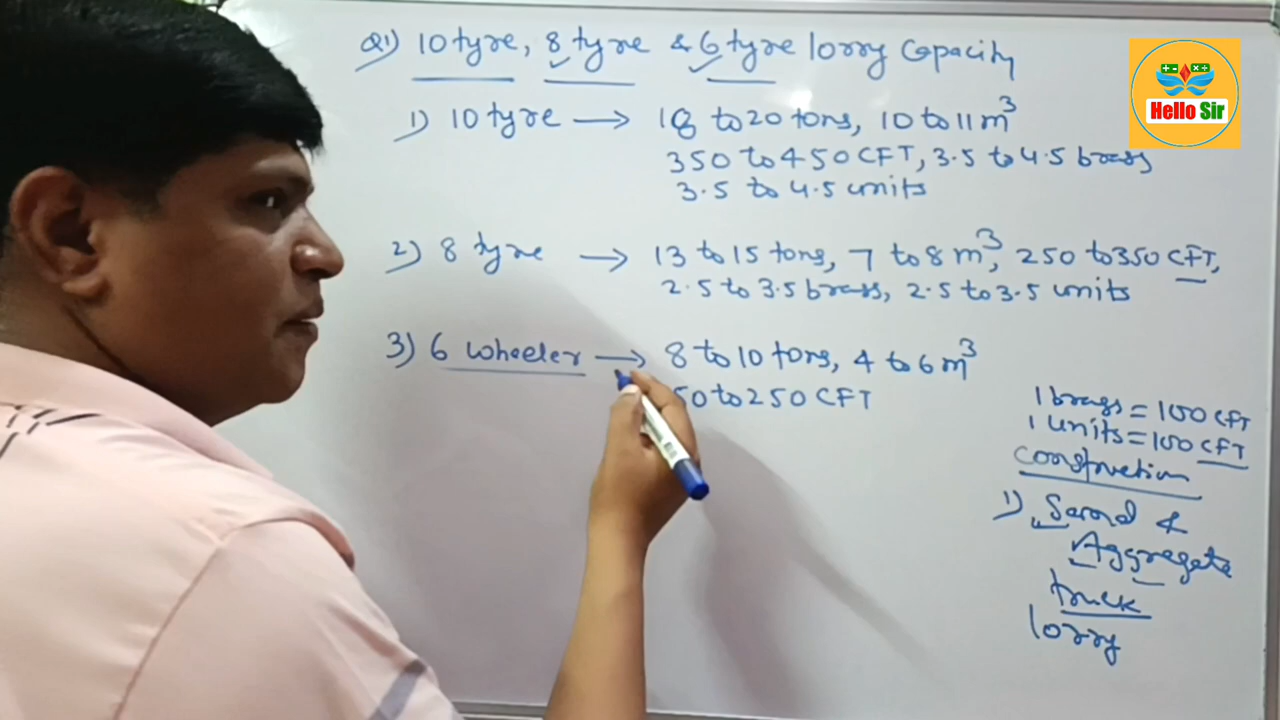 Q1) 10 tyre, 8 tyre & 6 tyre lorry Capacity
1) 10 tyre → 18 to 20 tons, 10 to 11 m³
350 to 450 CFT, 3.5 to 4.5 brass
3.5 to 4.5 units
2) 8 tyre → 13 to 15 tons, 7 to 8 m³, 250 to 350 CFT,
2.5 to 3.5 brass, 2.5 to 3.5 units
3) 6 wheeler → 8 to 10 tons, 4 to 6 m³
50 to 250 CFT
1 brass = 100 CFT
1 units = 100 CFT
construction
1) Sand &
Aggregate
truck
lorry
Hello Sir